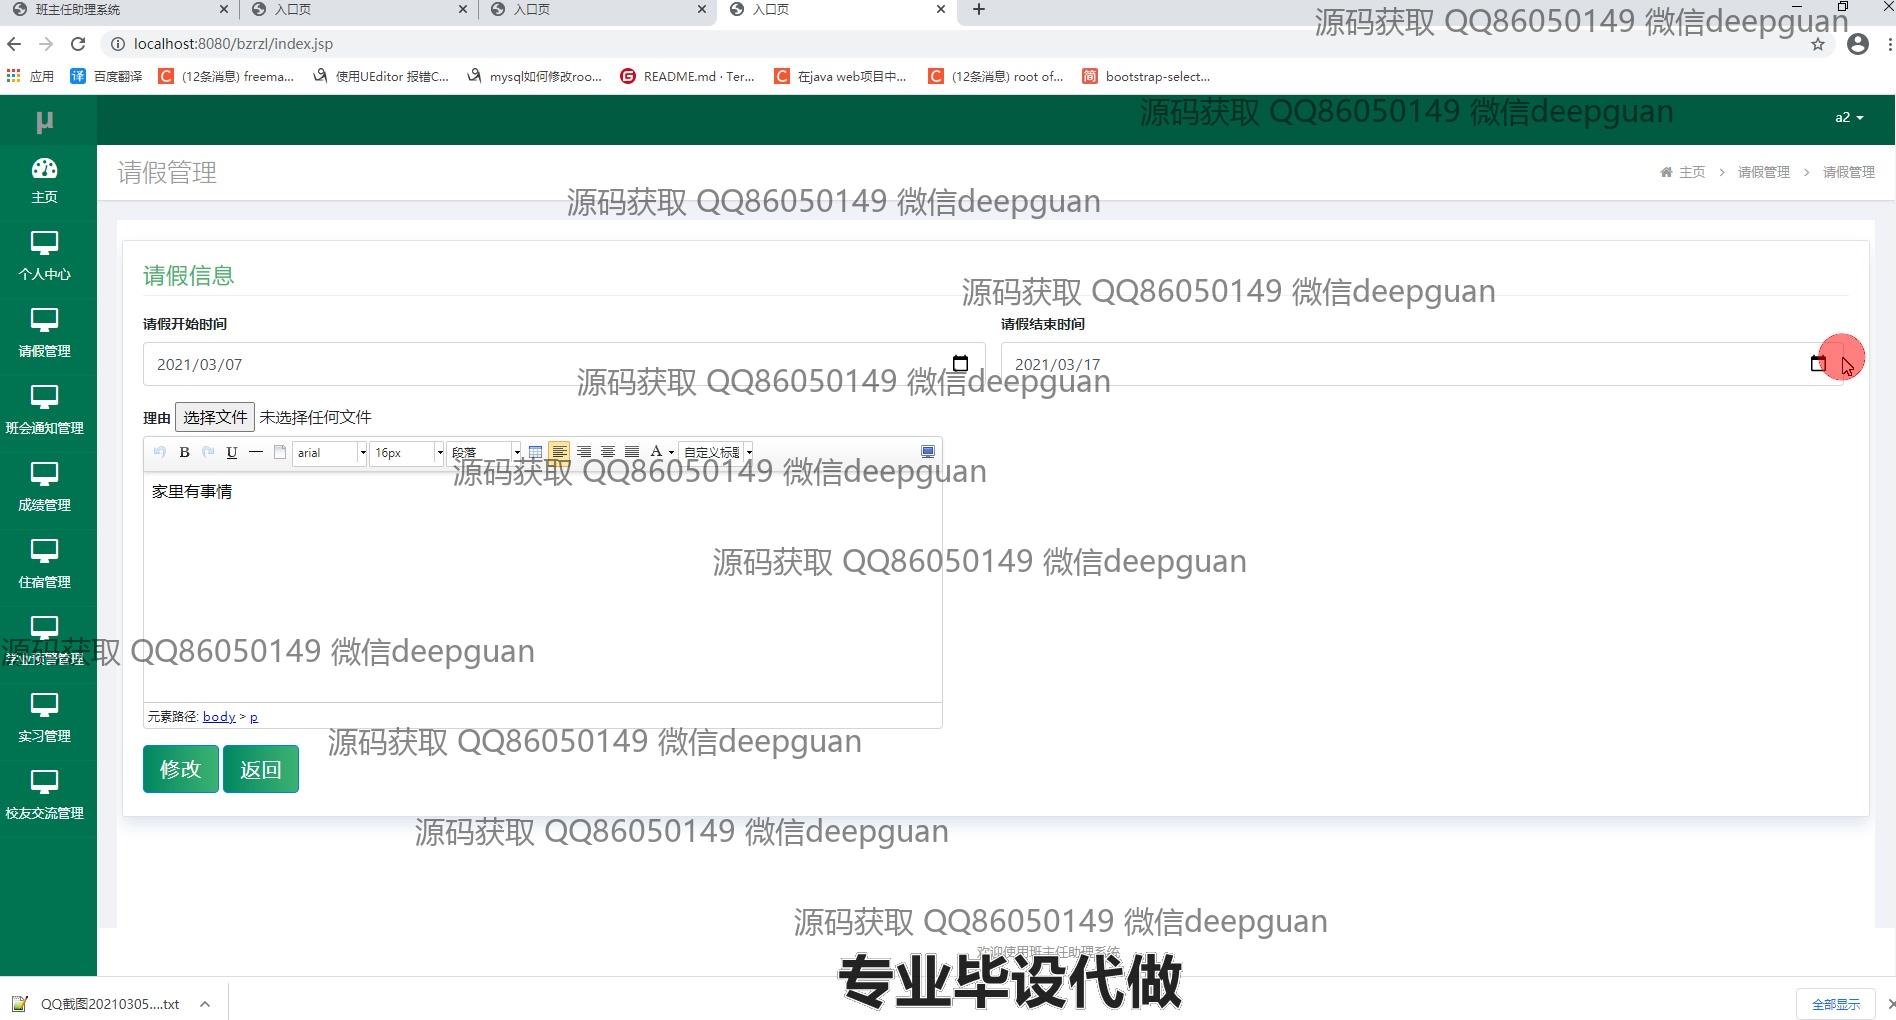 班主任助理系统
入口页
入口页
入口页
源码获取 QQ86050149 微信deepguan
localhost:8080/bzrzl/index.jsp
应用
百度翻译
(12条消息) freema...
使用UEditor 报错C...
mysql如何修改roo...
README.md · Ter...
在java web项目中...
(12条消息) root of...
bootstrap-select...
μ
源码获取 QQ86050149 微信deepguan
a2
主页
请假管理
主页 > 请假管理 > 请假管理
源码获取 QQ86050149 微信deepguan
个人中心
请假信息
源码获取 QQ86050149 微信deepguan
请假开始时间
请假结束时间
请假管理
2021/03/07
2021/03/17
源码获取 QQ86050149 微信deepguan
理由 选择文件 未选择任何文件
班会通知管理
B U arial 16px 段落 A 自定义标题
源码获取 QQ86050149 微信deepguan
家里有事情
成绩管理
源码获取 QQ86050149 微信deepguan
住宿管理
源码获取 QQ86050149 微信deepguan
学业预警管理
元素路径: body > p
实习管理
源码获取 QQ86050149 微信deepguan
修改 返回
校友交流管理
源码获取 QQ86050149 微信deepguan
源码获取 QQ86050149 微信deepguan
欢迎使用班主任助理系统
专业毕设代做
QQ截图20210305....txt
全部显示